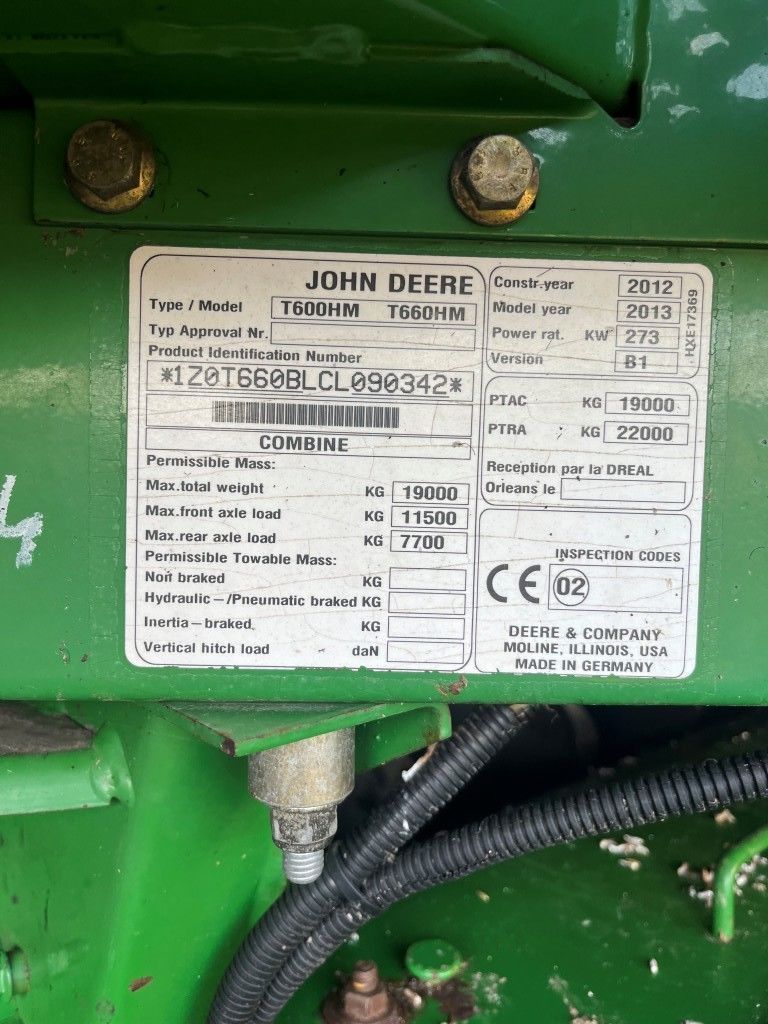 JOHN DEERE
Type / Model T600HM T660HM
Typ Approval Nr.
Product Identification Number
*1Z0T660BLCL090342*
COMBINE
Permissible Mass:
Max.total weight KG 19000
Max.front axle load KG 11500
Max.rear axle load KG 7700
Permissible Towable Mass:
Non braked KG
Hydraulic-/Pneumatic braked KG
Inertia-braked KG
Vertical hitch load daN
Constr.year 2012
Model year 2013
Power rat. KW 273
Version B1
HXE17369
PTAC KG 19000
PTRA KG 22000
Reception par la DREAL
Orleans le
INSPECTION CODES
CE 02
DEERE & COMPANY
MOLINE, ILLINOIS, USA
MADE IN GERMANY
4